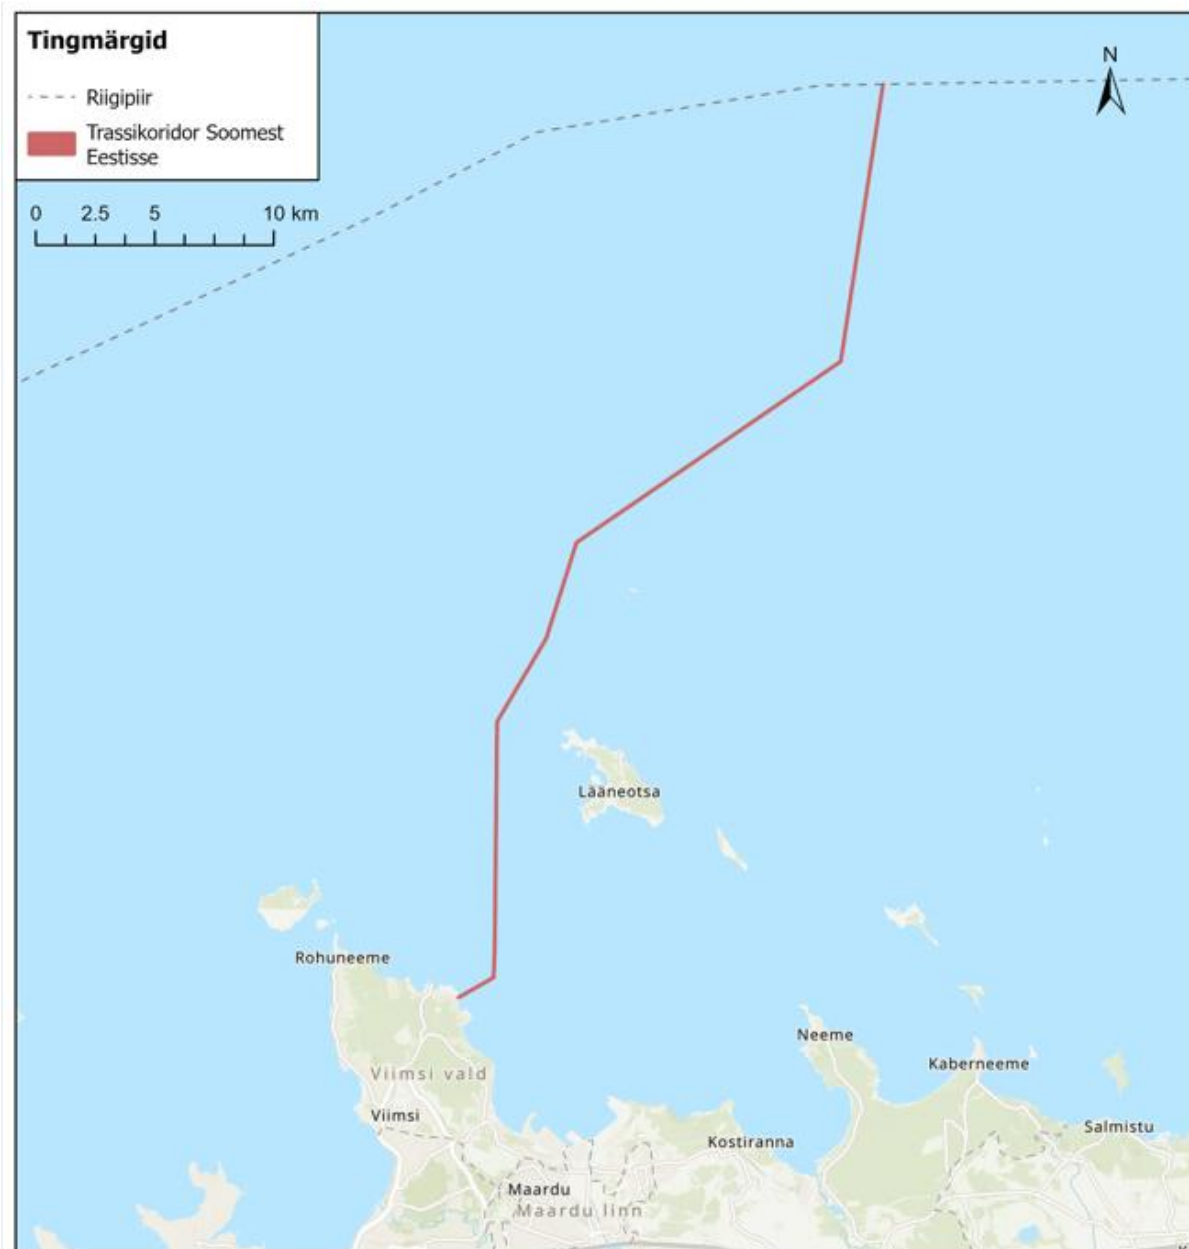 Tingmärgid
Riigipiir
Trassikoridor Soomest
Eestisse
N
0 2.5 5 10 km
Lääneotsa
Rohuneeme
Neeme
Kaberneeme
Viimsi vald
Viimsi
Salmistu
Kostiranna
Maardu
Maardu linn